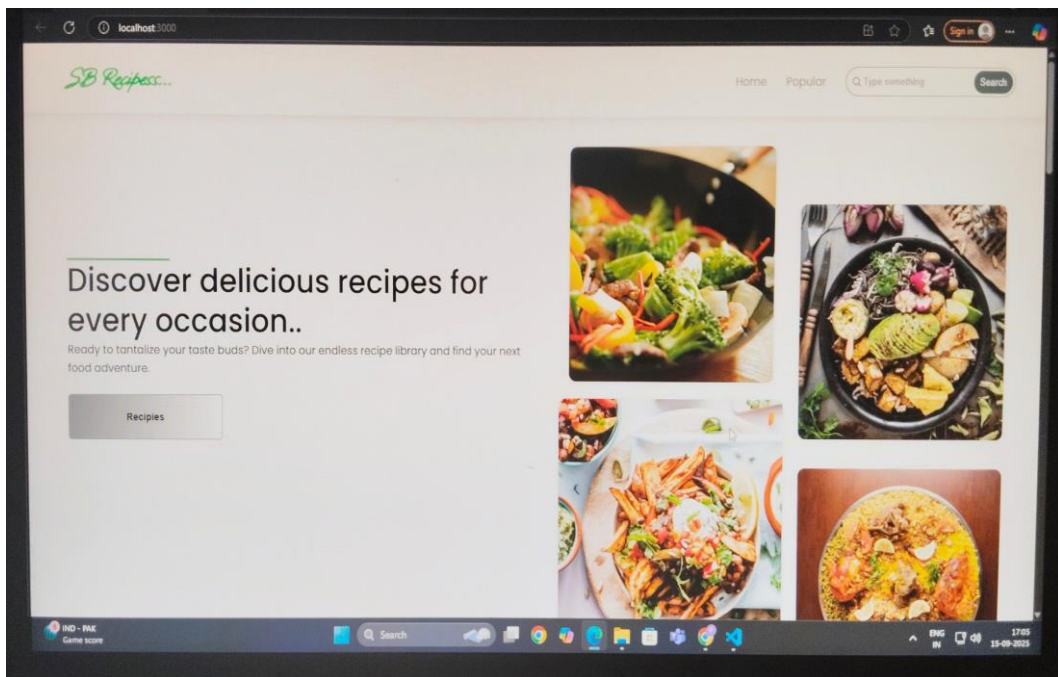 localhost:3000
Sign in
SB Recipess...
Home
Popular
Type something
Search
Discover delicious recipes for
every occasion..
Ready to tantalize your taste buds? Dive into our endless recipe library and find your next
food adventure.
Recipies
IND - PAK
Game score
Search
ENG
IN
17:05
15-09-2025